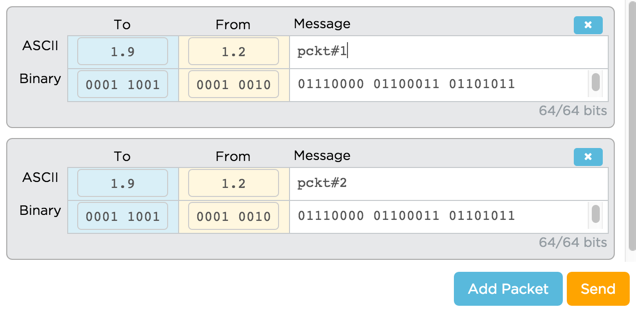 To From Message
ASCII 1.9 1.2 pckt#1
Binary 0001 1001 0001 0010 01110000 01100011 01101011
64/64 bits
To From Message
ASCII 1.9 1.2 pckt#2
Binary 0001 1001 0001 0010 01110000 01100011 01101011
64/64 bits
Add Packet Send